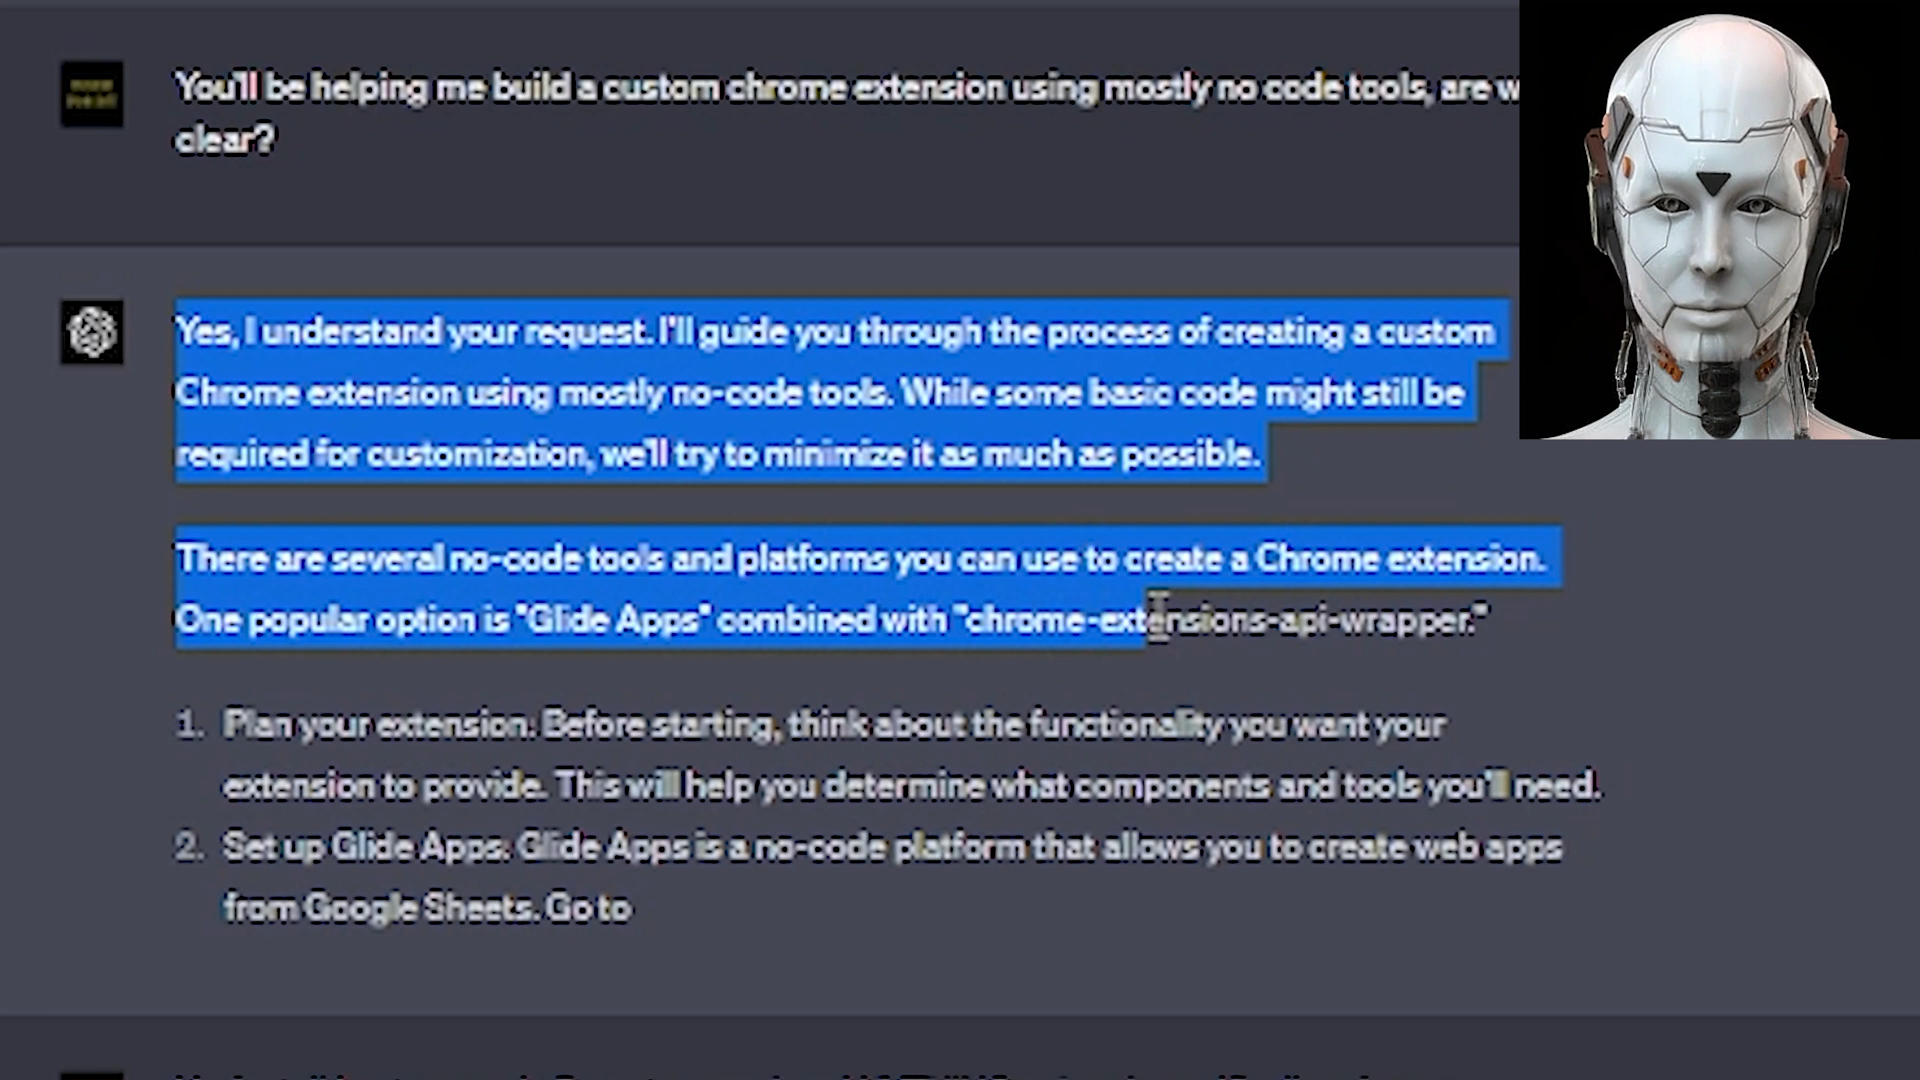 You'll be helping me build a custom chrome extension using mostly no code tools, are w
clear?
Yes, I understand your request. I'll guide you through the process of creating a custom
Chrome extension using mostly no-code tools. While some basic code might still be
required for customization, we'll try to minimize it as much as possible.
There are several no-code tools and platforms you can use to create a Chrome extension.
One popular option is "Glide Apps" combined with "chrome-extensions-api-wrapper."
1. Plan your extension: Before starting, think about the functionality you want your
extension to provide. This will help you determine what components and tools you'll need.
2. Set up Glide Apps: Glide Apps is a no-code platform that allows you to create web apps
from Google Sheets. Go to